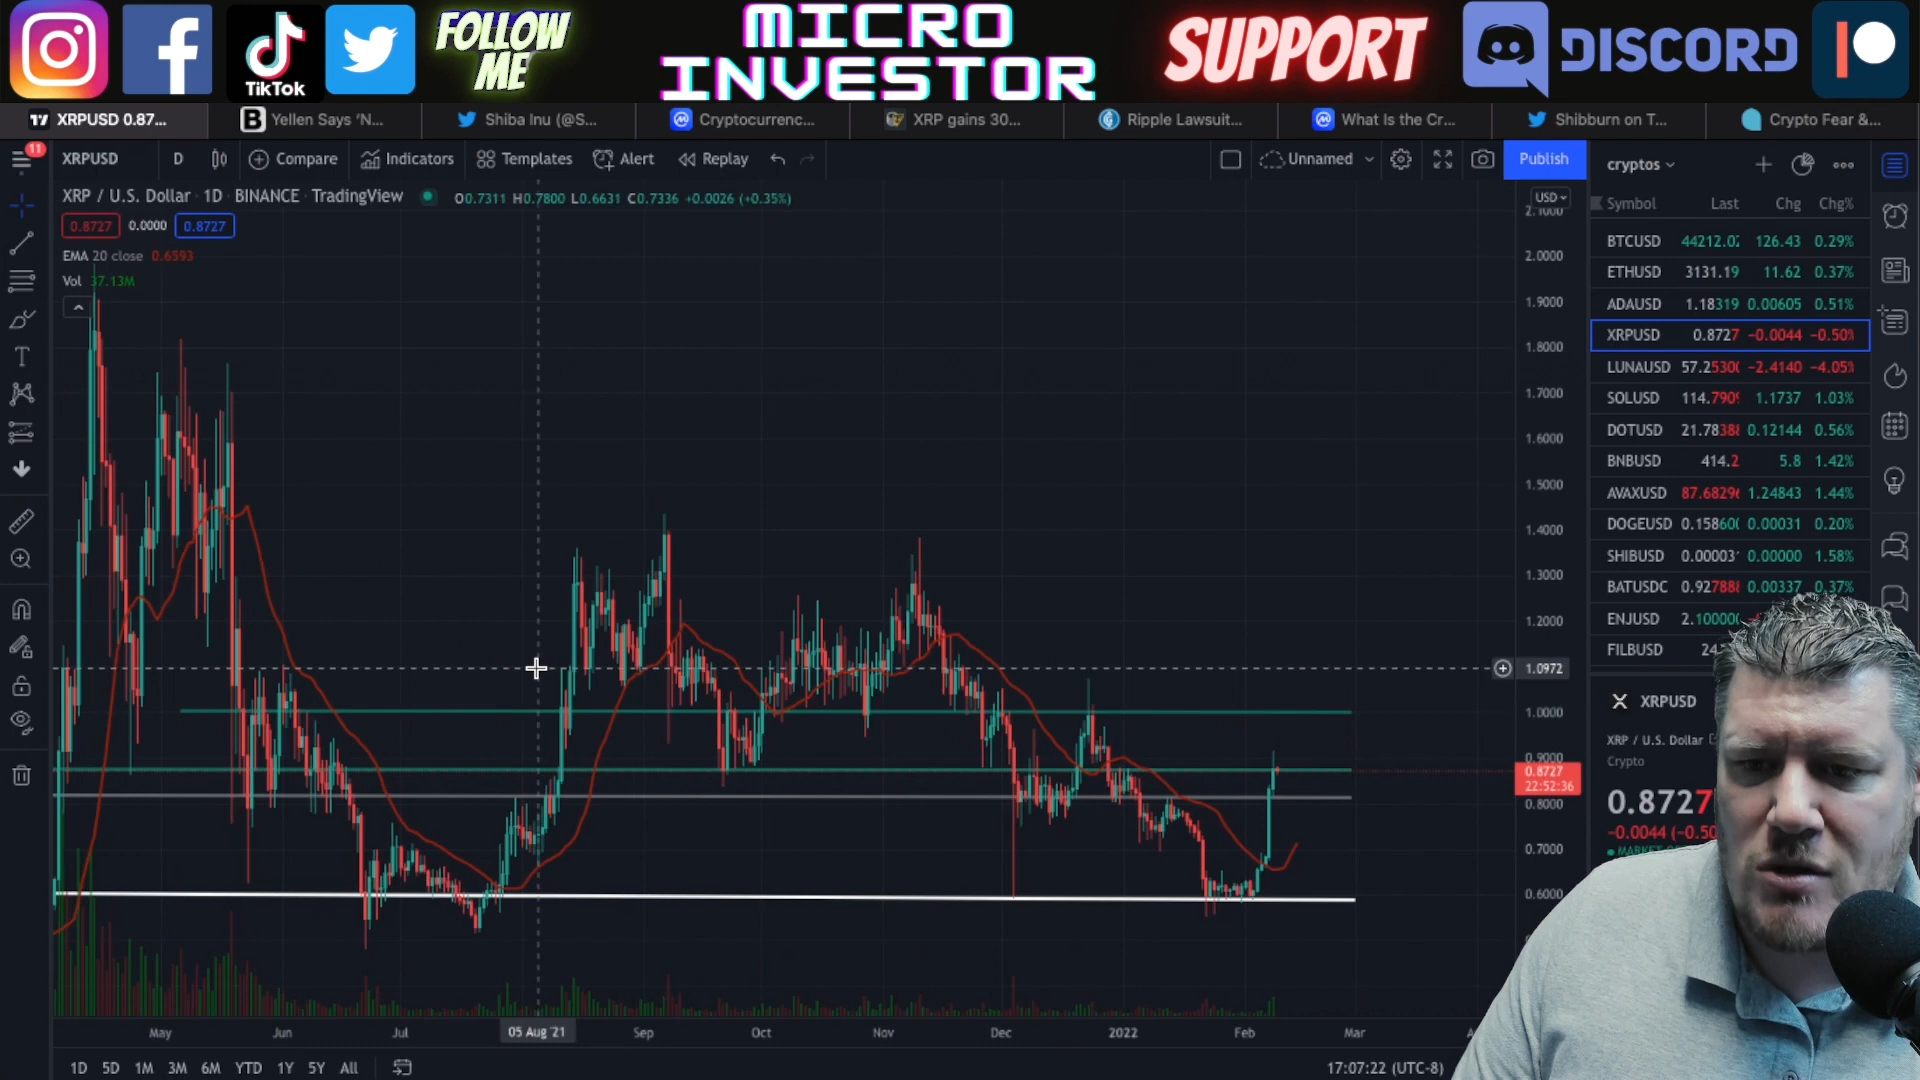 TikTok
FOLLOW
ME
MICRO
INVESTOR
SUPPORT
DISCORD
XRPUSD 0.87...
Yellen Says 'N...
Shiba Inu (@S...
Cryptocurrenc...
XRP gains 30...
Ripple Lawsuit...
What Is the Cr...
Shibburn on T...
Crypto Fear &...
11
XRPUSD
D
Compare
Indicators
Templates
Alert
Replay
Unnamed
Publish
cryptos
XRP / U.S. Dollar · 1D · BINANCE · TradingView
O0.7311 H0.7800 L0.6631 C0.7336 +0.0026 (+0.35%)
0.8727 0.0000 0.8727
EMA 20 close 0.6593
Vol 37.13M
USD
2.1000
2.0000
1.9000
1.8000
1.7000
1.6000
1.5000
1.4000
1.3000
1.2000
1.0972
1.0000
0.9000
0.8727
22:52:36
0.8000
0.7000
0.6000
Symbol Last Chg Chg%
BTCUSD 44212.02 126.43 0.29%
ETHUSD 3131.19 11.62 0.37%
ADAUSD 1.18319 0.00605 0.51%
XRPUSD 0.8727 −0.0044 −0.50%
LUNAUSD 57.2530( −2.4140 −4.05%
SOLUSD 114.790 1.1737 1.03%
DOTUSD 21.7838 0.12144 0.56%
BNBUSD 414.2 5.8 1.42%
AVAXUSD 87.6829 1.24843 1.44%
DOGEUSD 0.15860 0.00031 0.20%
SHIBUSD 0.00003 0.00000 1.58%
BATUSDC 0.92788 0.00337 0.37%
ENJUSD 2.10000
FILBUSD
XRPUSD
XRP / U.S. Dollar
Crypto
0.8727
−0.0044 (−0.50
May
Jun
Jul
05 Aug '21
Sep
Oct
Nov
Dec
2022
Feb
Mar
1D 5D 1M 3M 6M YTD 1Y 5Y All
17:07:22 (UTC-8)